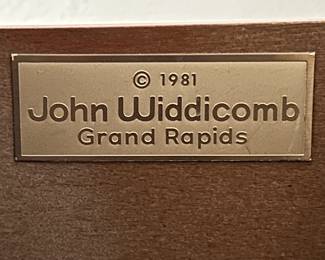 © 1981
John Widdicomb
Grand Rapids